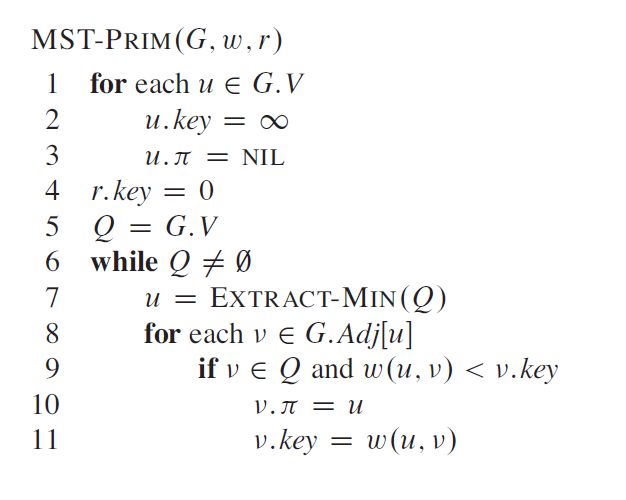 MST-PRIM(G, w, r)
1 for each u ∈ G.V
2 u.key = ∞
3 u.π = NIL
4 r.key = 0
5 Q = G.V
6 while Q ≠ ∅
7 u = EXTRACT-MIN(Q)
8 for each v ∈ G.Adj[u]
9 if v ∈ Q and w(u, v) < v.key
10 v.π = u
11 v.key = w(u, v)